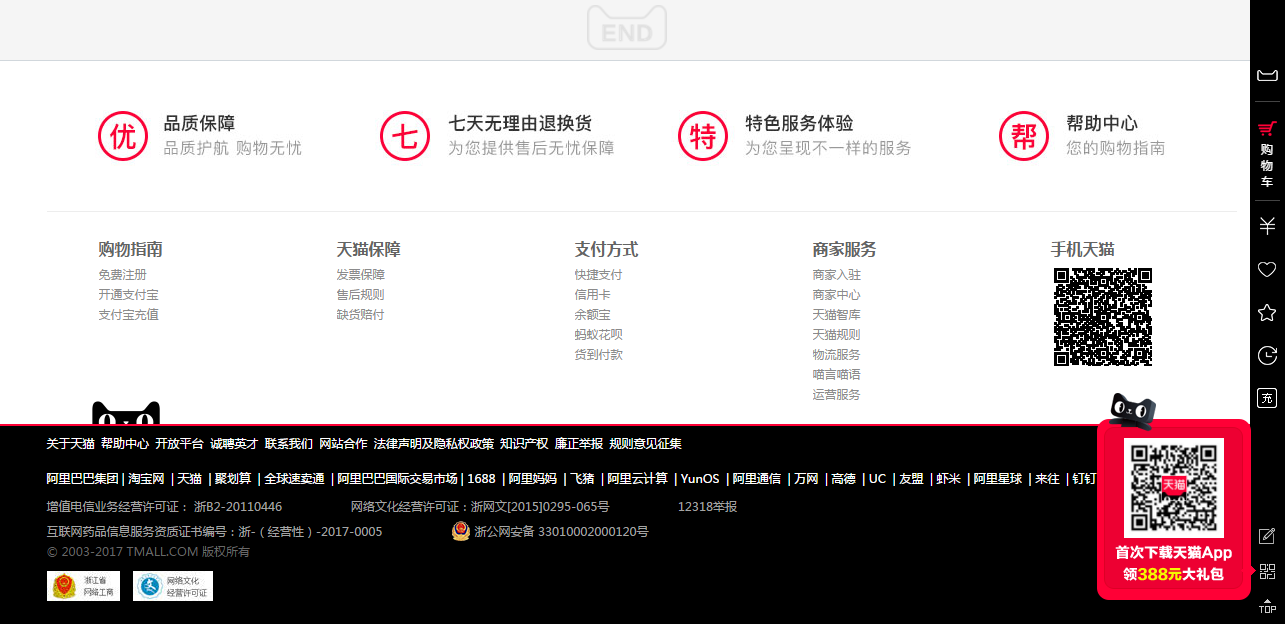 END
优 品质保障
品质护航 购物无忧
七 七天无理由退换货
为您提供售后无忧保障
特 特色服务体验
为您呈现不一样的服务
帮 帮助中心
您的购物指南
购物指南
免费注册
开通支付宝
支付宝充值
天猫保障
发票保障
售后规则
缺货赔付
支付方式
快捷支付
信用卡
余额宝
蚂蚁花呗
货到付款
商家服务
商家入驻
商家中心
天猫智库
天猫规则
物流服务
喵言喵语
运营服务
手机天猫
关于天猫 帮助中心 开放平台 诚聘英才 联系我们 网站合作 法律声明及隐私权政策 知识产权 廉正举报 规则意见征集
阿里巴巴集团 | 淘宝网 | 天猫 | 聚划算 | 全球速卖通 | 阿里巴巴国际交易市场 | 1688 | 阿里妈妈 | 飞猪 | 阿里云计算 | YunOS | 阿里通信 | 万网 | 高德 | UC | 友盟 | 虾米 | 阿里星球 | 来往 | 钉钉
增值电信业务经营许可证： 浙B2-20110446 网络文化经营许可证：浙网文[2015]0295-065号 12318举报
互联网药品信息服务资质证书编号：浙-（经营性）-2017-0005 浙公网安备 33010002000120号
© 2003-2017 TMALL.COM 版权所有
浙江省
网络工商
网络文化
经营许可证
天猫
首次下载天猫App
领388元大礼包
购物车
充
TOP